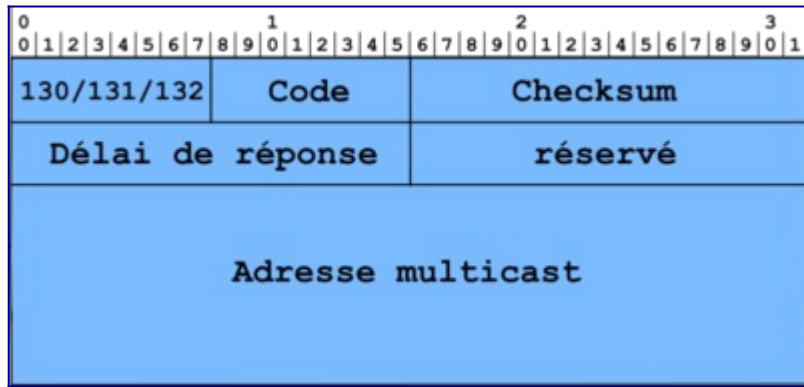 0 1 2 3
0|1|2|3|4|5|6|7|8|9|0|1|2|3|4|5|6|7|8|9|0|1|2|3|4|5|6|7|8|9|0|1
130/131/132 Code Checksum
Délai de réponse réservé
Adresse multicast